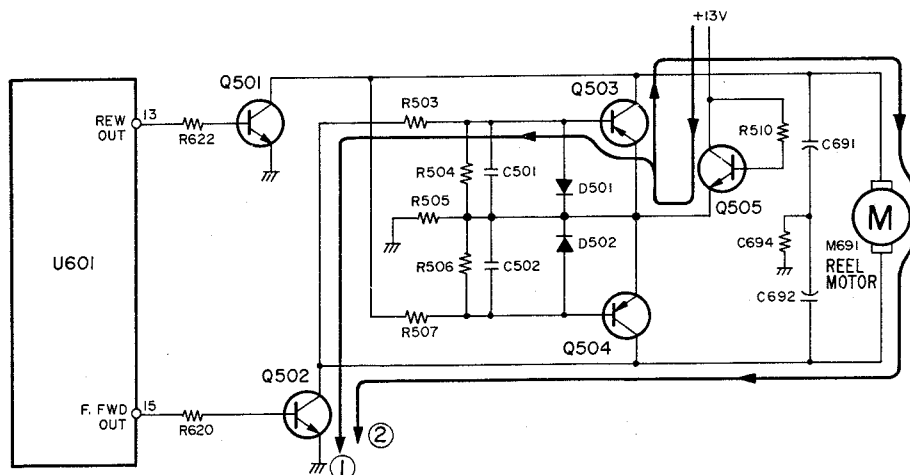 +13V
Q501
Q503
REW OUT
13
R622
R503
R510
C691
R504
C501
D501
Q505
R505
M
U601
R506
C502
D502
C694
M691
REEL MOTOR
C692
R507
Q504
Q502
F. FWD OUT
15
R620
①
②